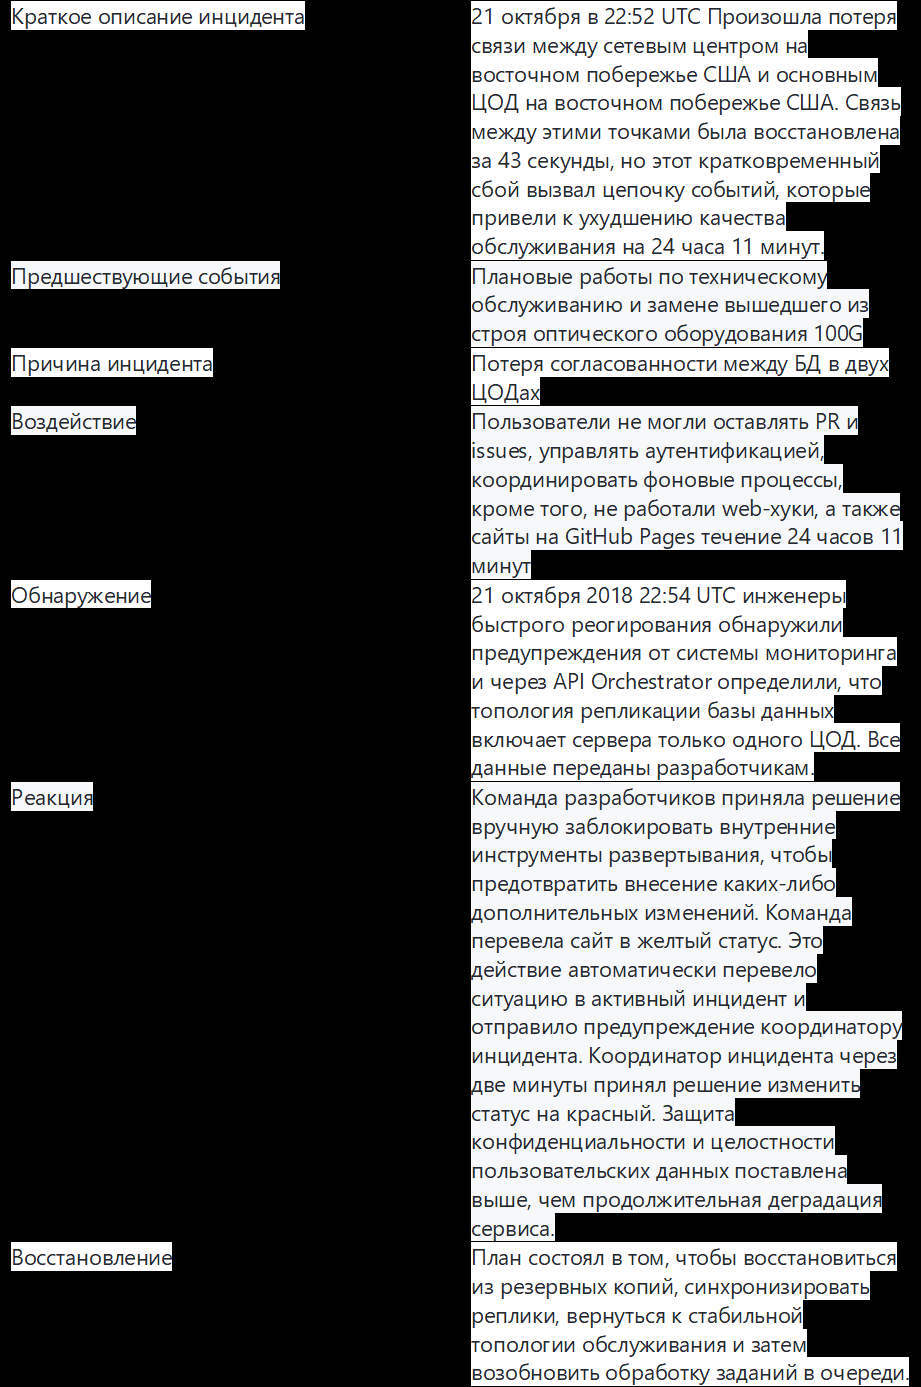 Краткое описание инцидента
21 октября в 22:52 UTC Произошла потеря
связи между сетевым центром на
восточном побережье США и основным
ЦОД на восточном побережье США. Связь
между этими точками была восстановлена
за 43 секунды, но этот кратковременный
сбой вызвал цепочку событий, которые
привели к ухудшению качества
обслуживания на 24 часа 11 минут.
Предшествующие события
Плановые работы по техническому
обслуживанию и замене вышедшего из
строя оптического оборудования 100G
Причина инцидента
Потеря согласованности между БД в двух
ЦОДах
Воздействие
Пользователи не могли оставлять PR и
issues, управлять аутентификацией,
координировать фоновые процессы,
кроме того, не работали web-хуки, а также
сайты на GitHub Pages течение 24 часов 11
минут
Обнаружение
21 октября 2018 22:54 UTC инженеры
быстрого реогирования обнаружили
предупреждения от системы мониторинга
и через API Orchestrator определили, что
топология репликации базы данных
включает сервера только одного ЦОД. Все
данные переданы разработчикам.
Реакция
Команда разработчиков приняла решение
вручную заблокировать внутренние
инструменты развертывания, чтобы
предотвратить внесение каких-либо
дополнительных изменений. Команда
перевела сайт в желтый статус. Это
действие автоматически перевело
ситуацию в активный инцидент и
отправило предупреждение координатору
инцидента. Координатор инцидента через
две минуты принял решение изменить
статус на красный. Защита
конфиденциальности и целостности
пользовательских данных поставлена
выше, чем продолжительная деградация
сервиса.
Восстановление
План состоял в том, чтобы восстановиться
из резервных копий, синхронизировать
реплики, вернуться к стабильной
топологии обслуживания и затем
возобновить обработку заданий в очереди.